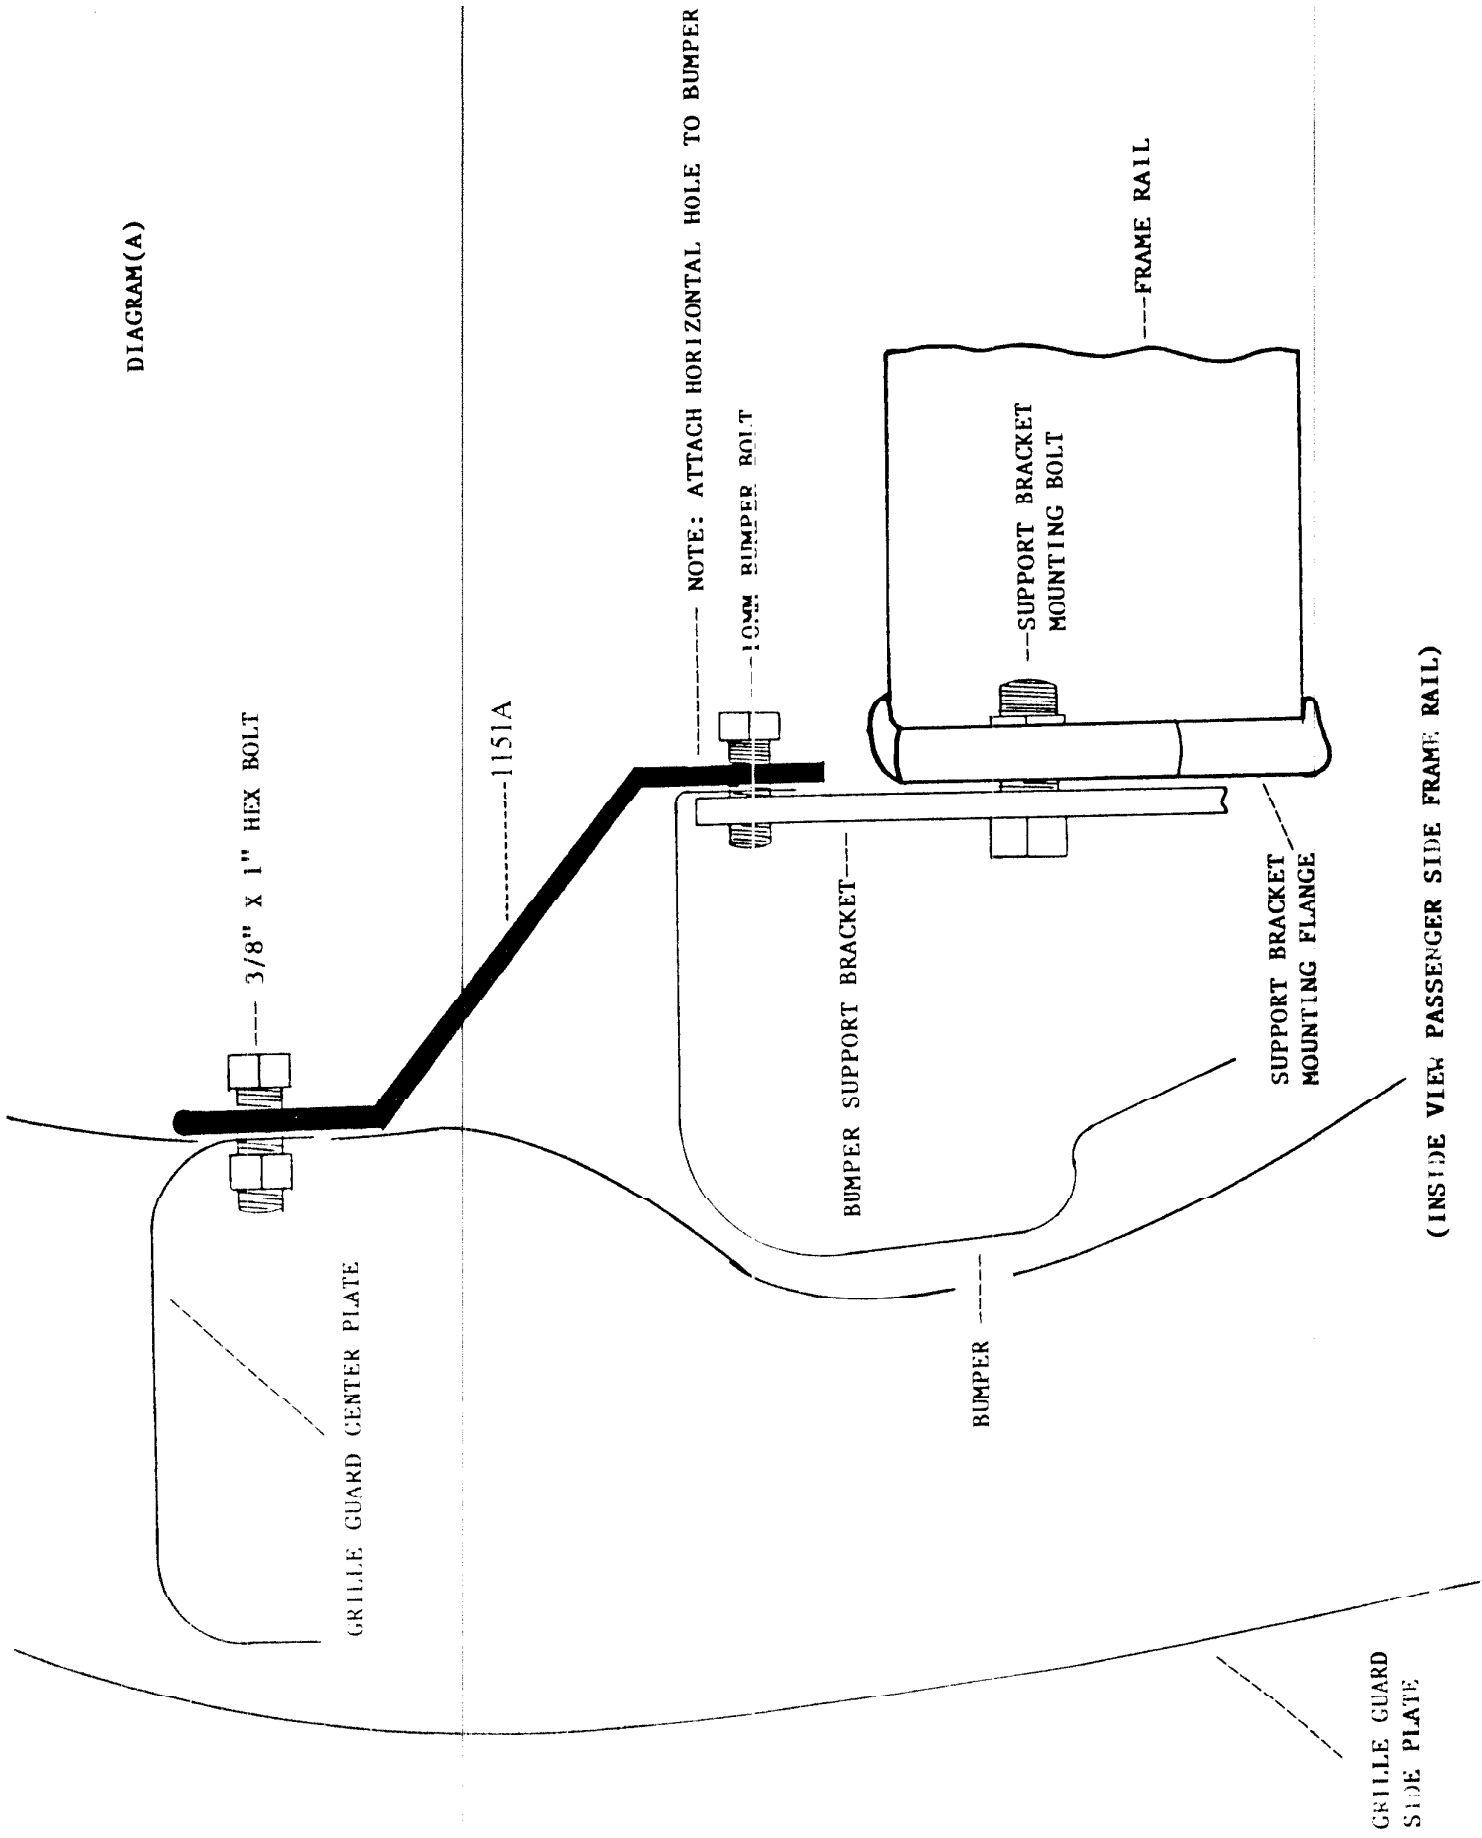 DIAGRAM(A)
3/8" X 1" HEX BOLT
1151A
NOTE: ATTACH HORIZONTAL HOLE TO BUMPER
10MM BUMPER BOLT
GRILLE GUARD CENTER PLATE
BUMPER SUPPORT BRACKET
SUPPORT BRACKET
MOUNTING BOLT
FRAME RAIL
BUMPER
SUPPORT BRACKET
MOUNTING FLANGE
GRILLE GUARD
SIDE PLATE
(INSIDE VIEW PASSENGER SIDE FRAME RAIL)